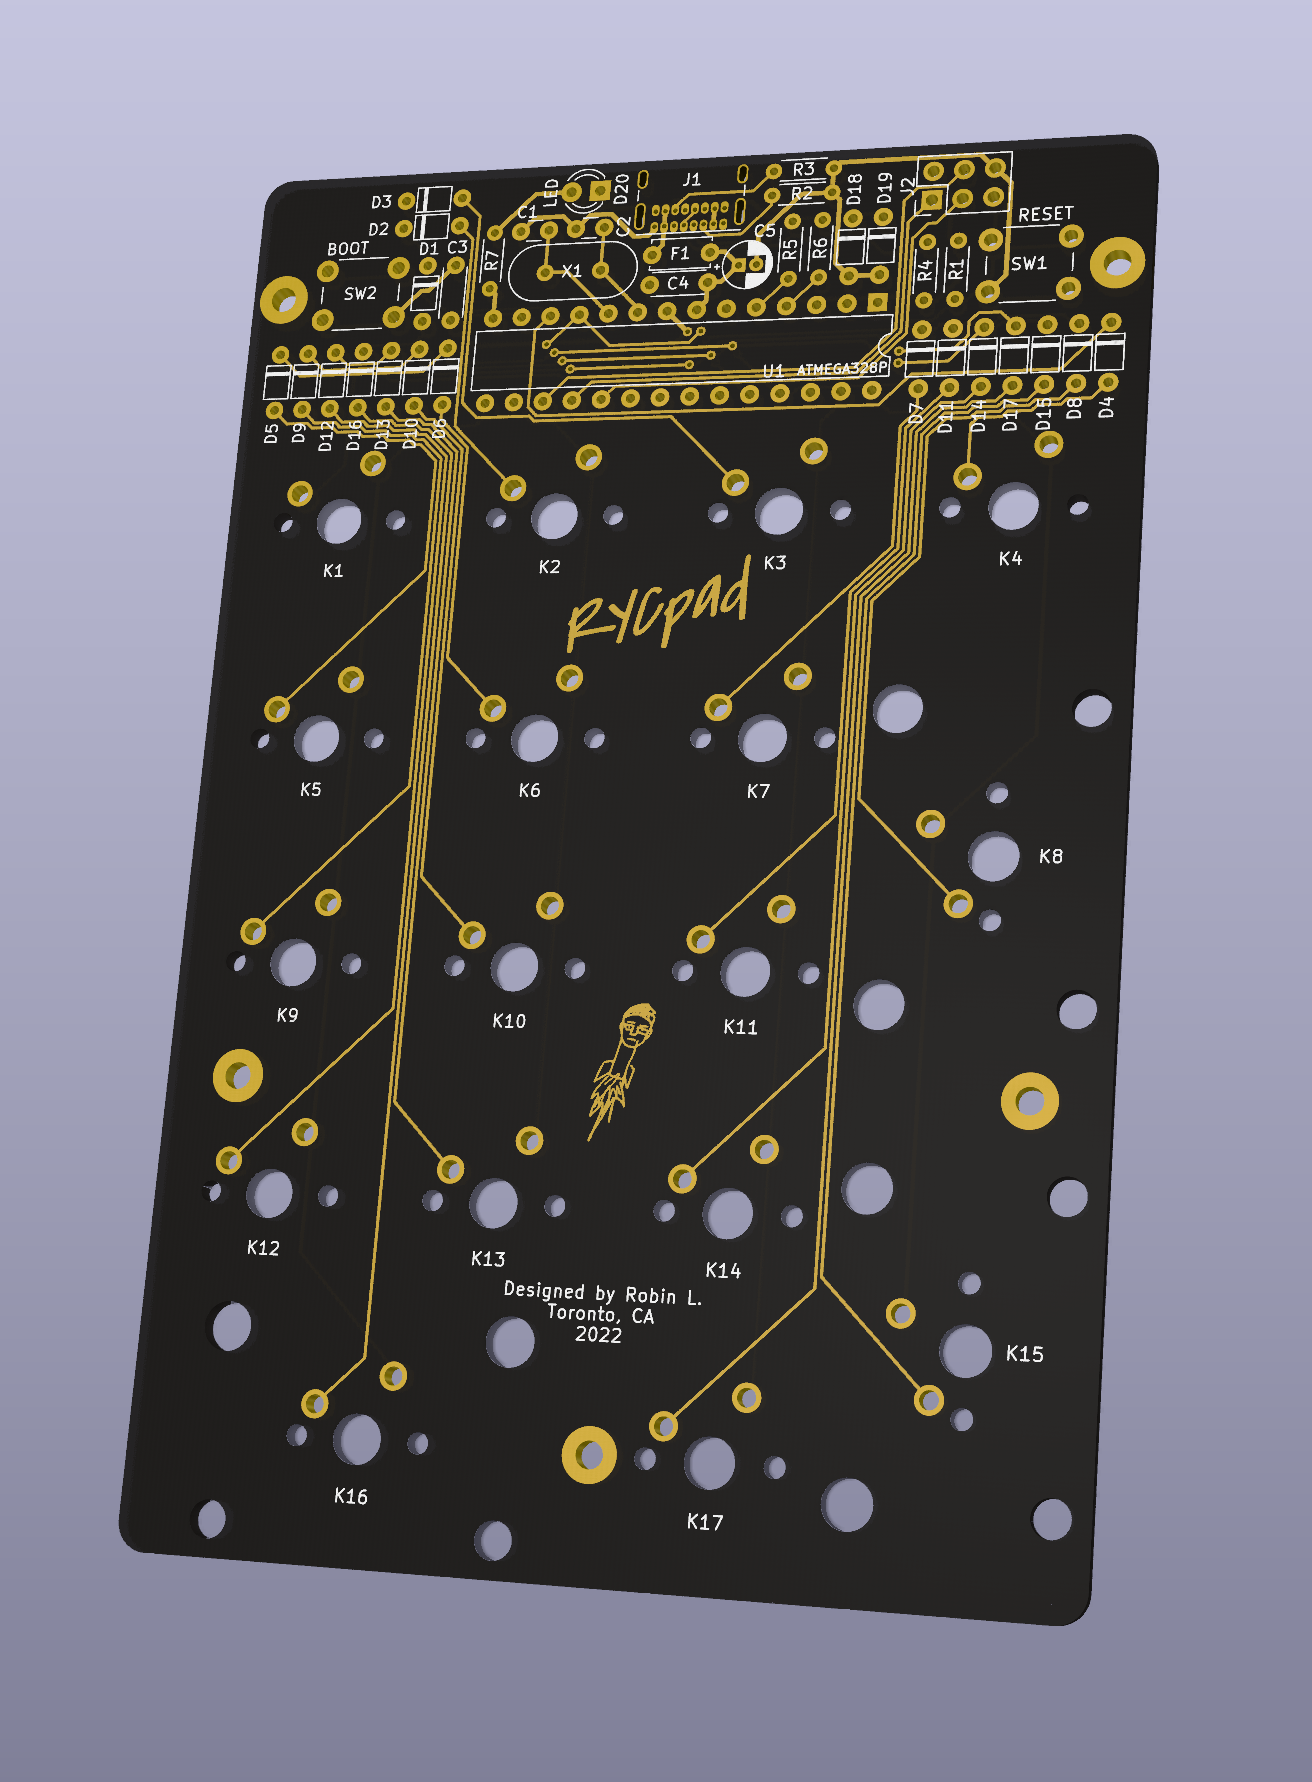 D3
D2
BOOT
D1
C3
SW2
R7
LED
D20
C1
C2
X1
J1
F1
C4
C5
+
R3
R2
R5
R6
D18
D19
J2
RESET
R4
R1
SW1
U1 ATMEGA328P
D5
D9
D12
D16
D13
D10
D6
D7
D11
D14
D17
D15
D8
D4
K1
K2
K3
K4
RYCpad
K5
K6
K7
K8
K9
K10
K11
K12
K13
K14
Designed by Robin L.
Toronto, CA
2022
K15
K16
K17